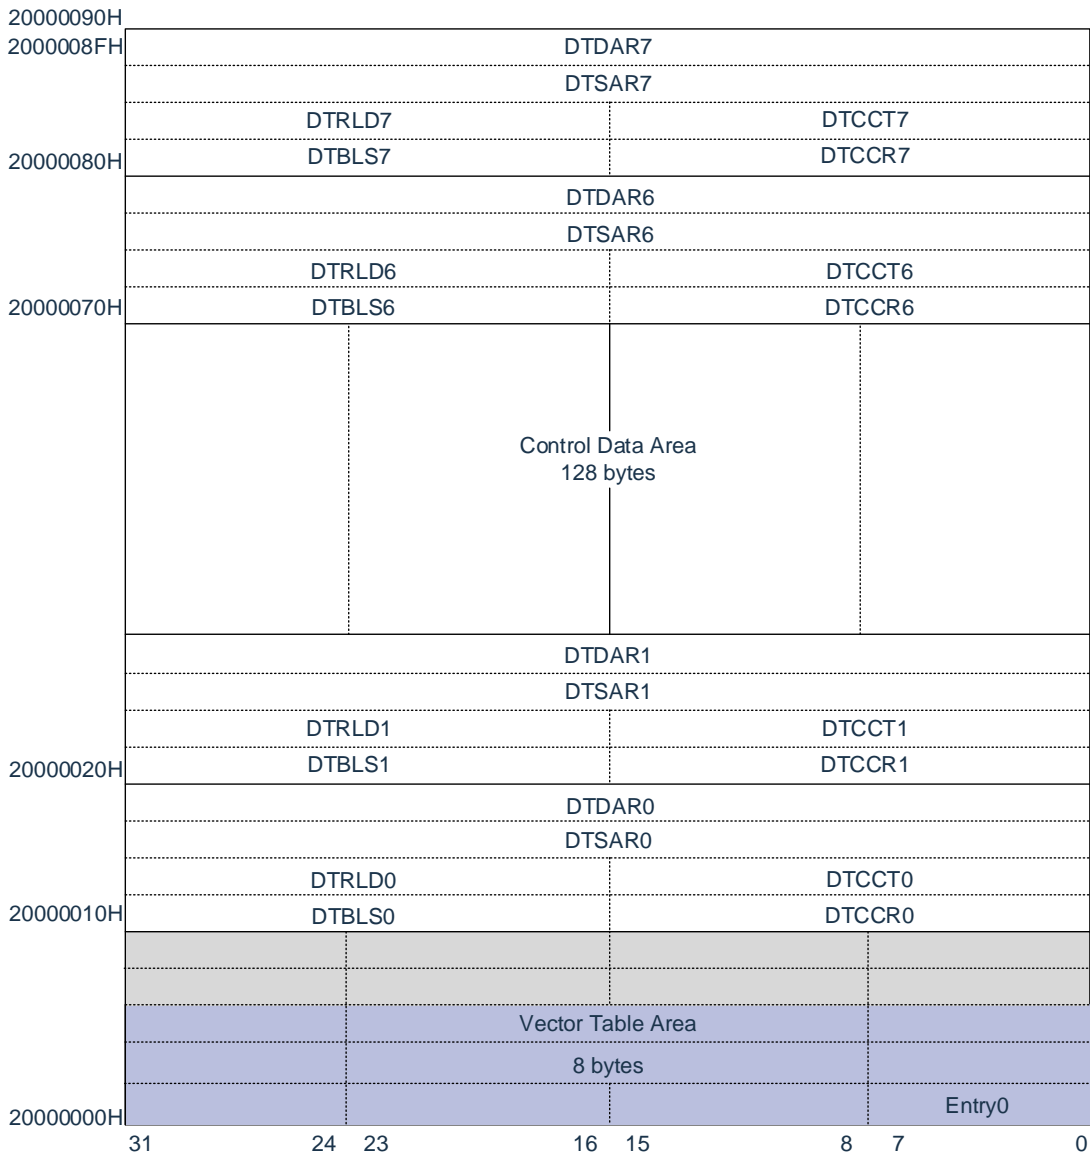 20000090H
2000008FH DTDAR7
DTSAR7
DTRLD7 DTCCT7
20000080H DTBLS7 DTCCR7
DTDAR6
DTSAR6
DTRLD6 DTCCT6
20000070H DTBLS6 DTCCR6
Control Data Area
128 bytes
DTDAR1
DTSAR1
DTRLD1 DTCCT1
20000020H DTBLS1 DTCCR1
DTDAR0
DTSAR0
DTRLD0 DTCCT0
20000010H DTBLS0 DTCCR0
Vector Table Area
8 bytes
20000000H Entry0
31 24 23 16 15 8 7 0